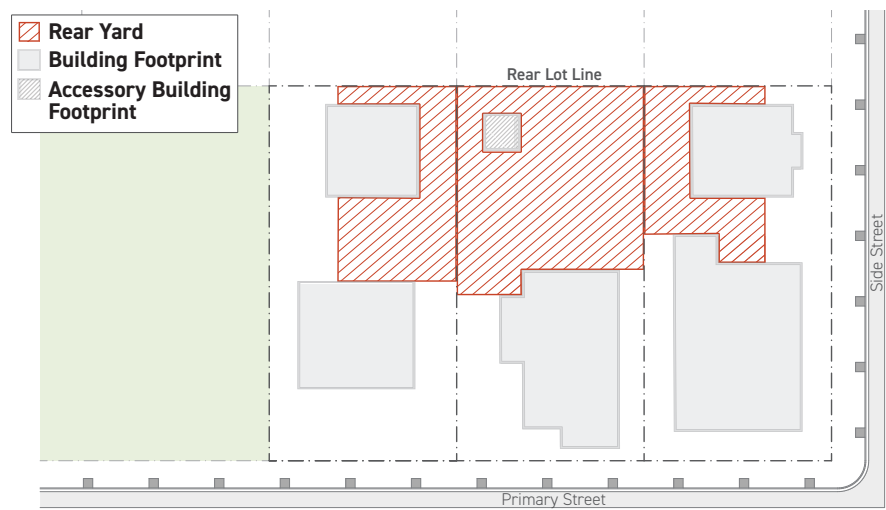 Rear Yard
Building Footprint
Accessory Building
Footprint
Rear Lot Line
Side Street
Primary Street